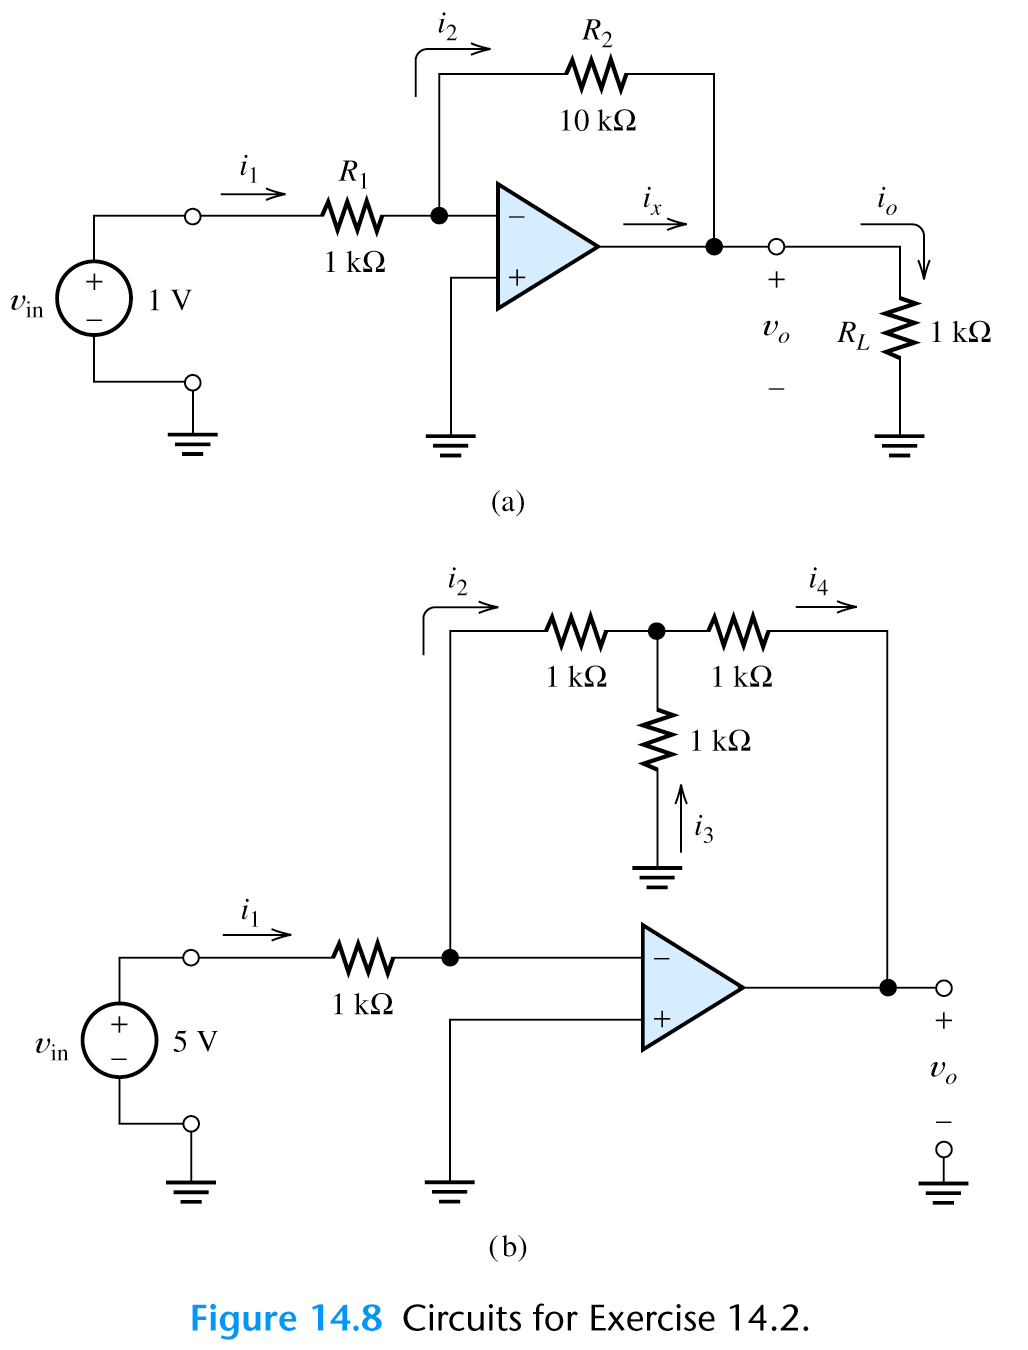 i2
R2
10 kΩ
i1
R1
1 kΩ
−
+
ix
io
vin
+
−
1 V
+
vo
−
RL
1 kΩ
(a)
i2
i4
1 kΩ
1 kΩ
1 kΩ
i3
i1
1 kΩ
−
+
vin
+
−
5 V
+
vo
−
(b)
Figure 14.8 Circuits for Exercise 14.2.